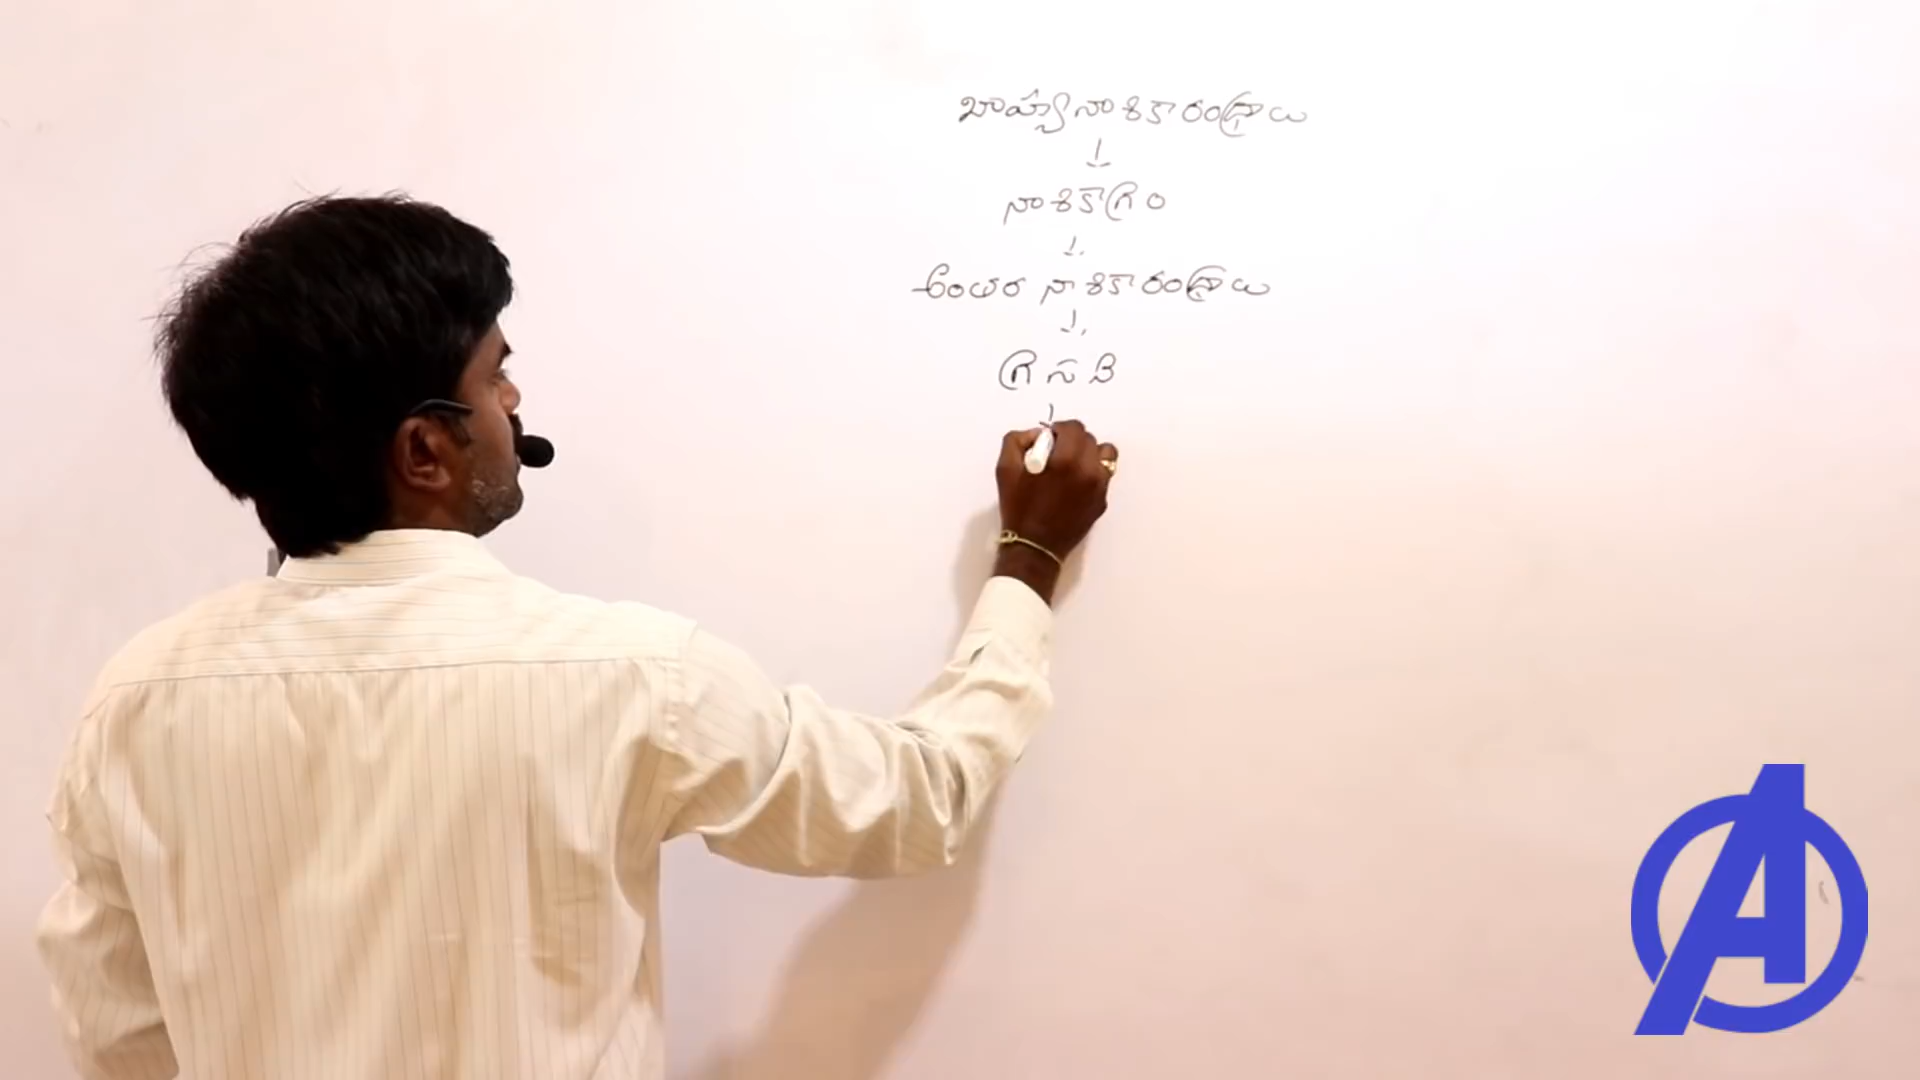 బాహ్యనాశికారంధ్రాలు
నాశికాగ్రం
అంతర నాశికారంధ్రాలు
గ్రసని